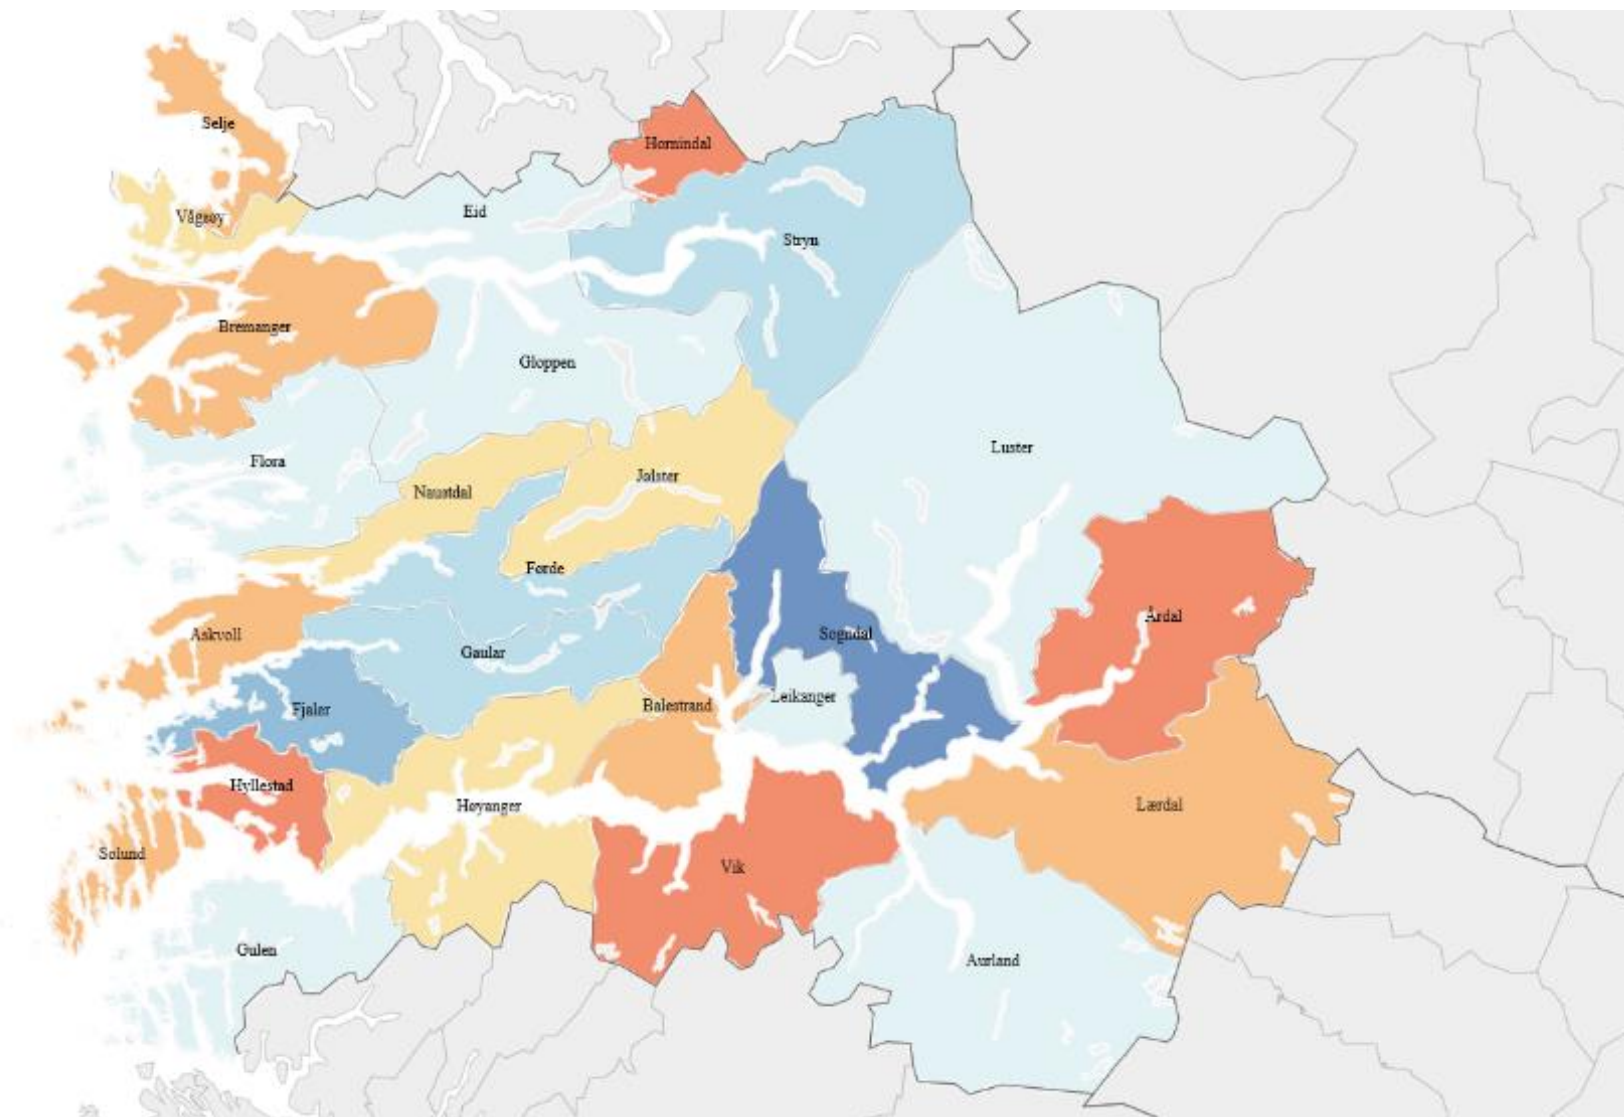 Selje
Hornindal
Vågsøy
Eid
Stryn
Bremanger
Gloppen
Luster
Flora
Jølster
Naustdal
Førde
Årdal
Askvoll
Sogndal
Gaular
Leikanger
Balestrand
Fjaler
Hyllestad
Høyanger
Lærdal
Solund
Vik
Gulen
Aurland